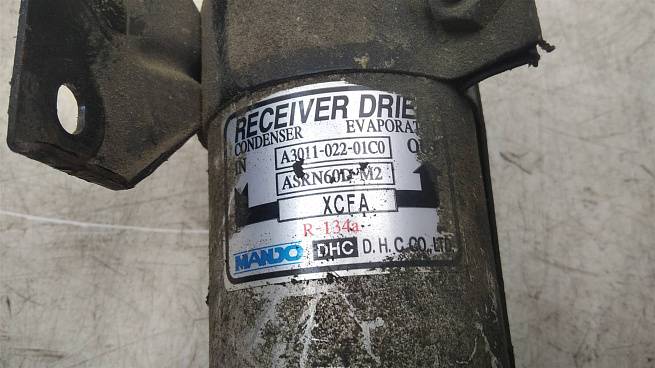 RECEIVER DRIE
CONDENSER EVAPORAT
IN A3011-022-01C0 OU
ASRN60D-M2
XCFA
R-134a
MANDO DHC D.H.C CO., LTD.